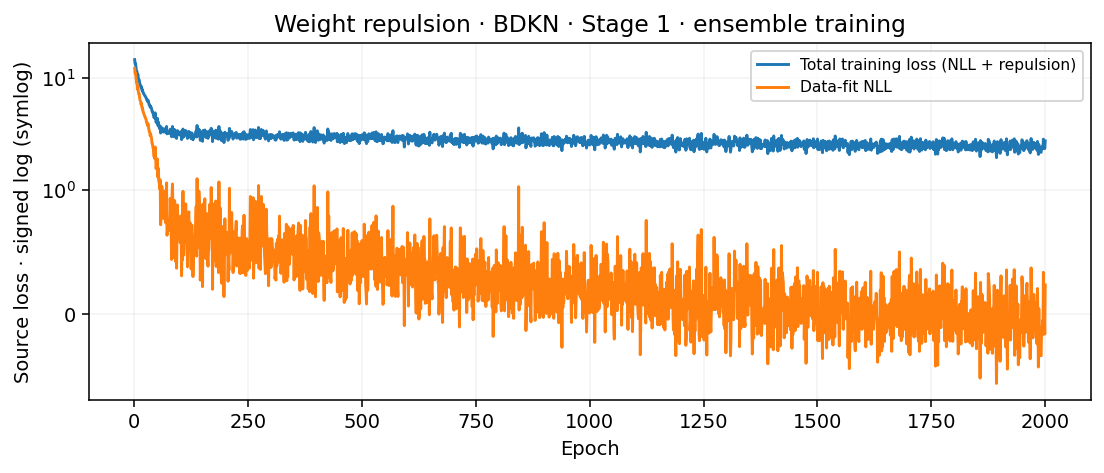 Weight repulsion · BDKN · Stage 1 · ensemble training
Source loss · signed log (symlog)
10¹
10⁰
0
Total training loss (NLL + repulsion)
Data-fit NLL
0 250 500 750 1000 1250 1500 1750 2000
Epoch